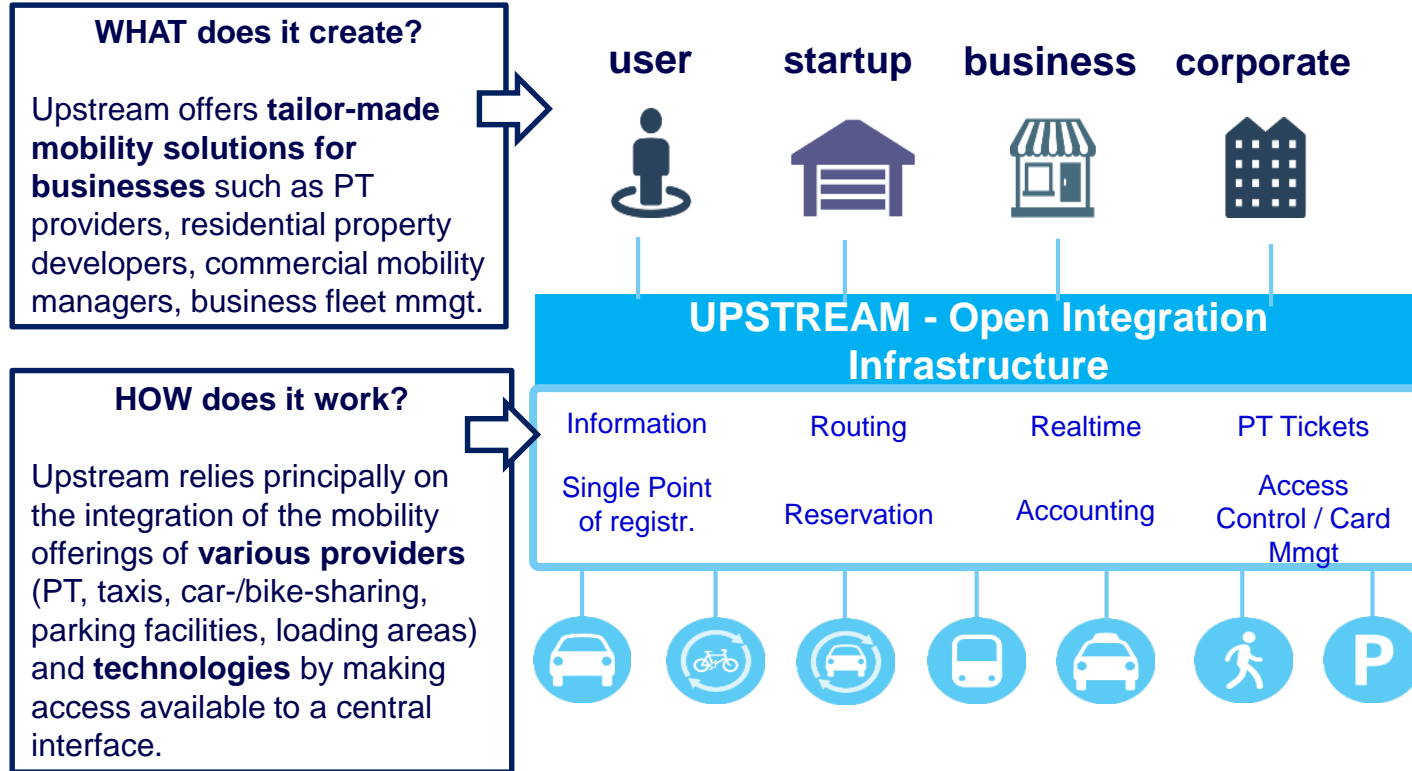 WHAT does it create?
Upstream offers tailor-made
mobility solutions for
businesses such as PT
providers, residential property
developers, commercial mobility
managers, business fleet mmgt.
HOW does it work?
Upstream relies principally on
the integration of the mobility
offerings of various providers
(PT, taxis, car-/bike-sharing,
parking facilities, loading areas)
and technologies by making
access available to a central
interface.
user startup business corporate
UPSTREAM - Open Integration
Infrastructure
Information Routing Realtime PT Tickets
Single Point
of registr.
Reservation
Accounting
Access
Control / Card
Mmgt
P